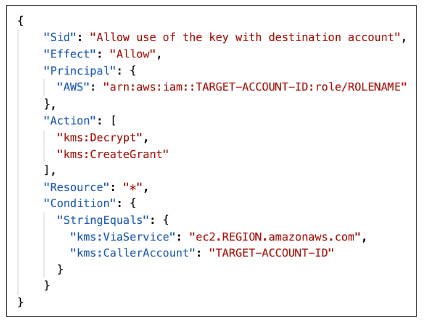 {
"Sid": "Allow use of the key with destination account",
"Effect": "Allow",
"Principal": {
"AWS": "arn:aws:iam::TARGET-ACCOUNT-ID:role/ROLENAME"
},
"Action": [
"kms:Decrypt",
"kms:CreateGrant"
],
"Resource": "*",
"Condition": {
"StringEquals": {
"kms:ViaService": "ec2.REGION.amazonaws.com",
"kms:CallerAccount": "TARGET-ACCOUNT-ID"
}
}
}